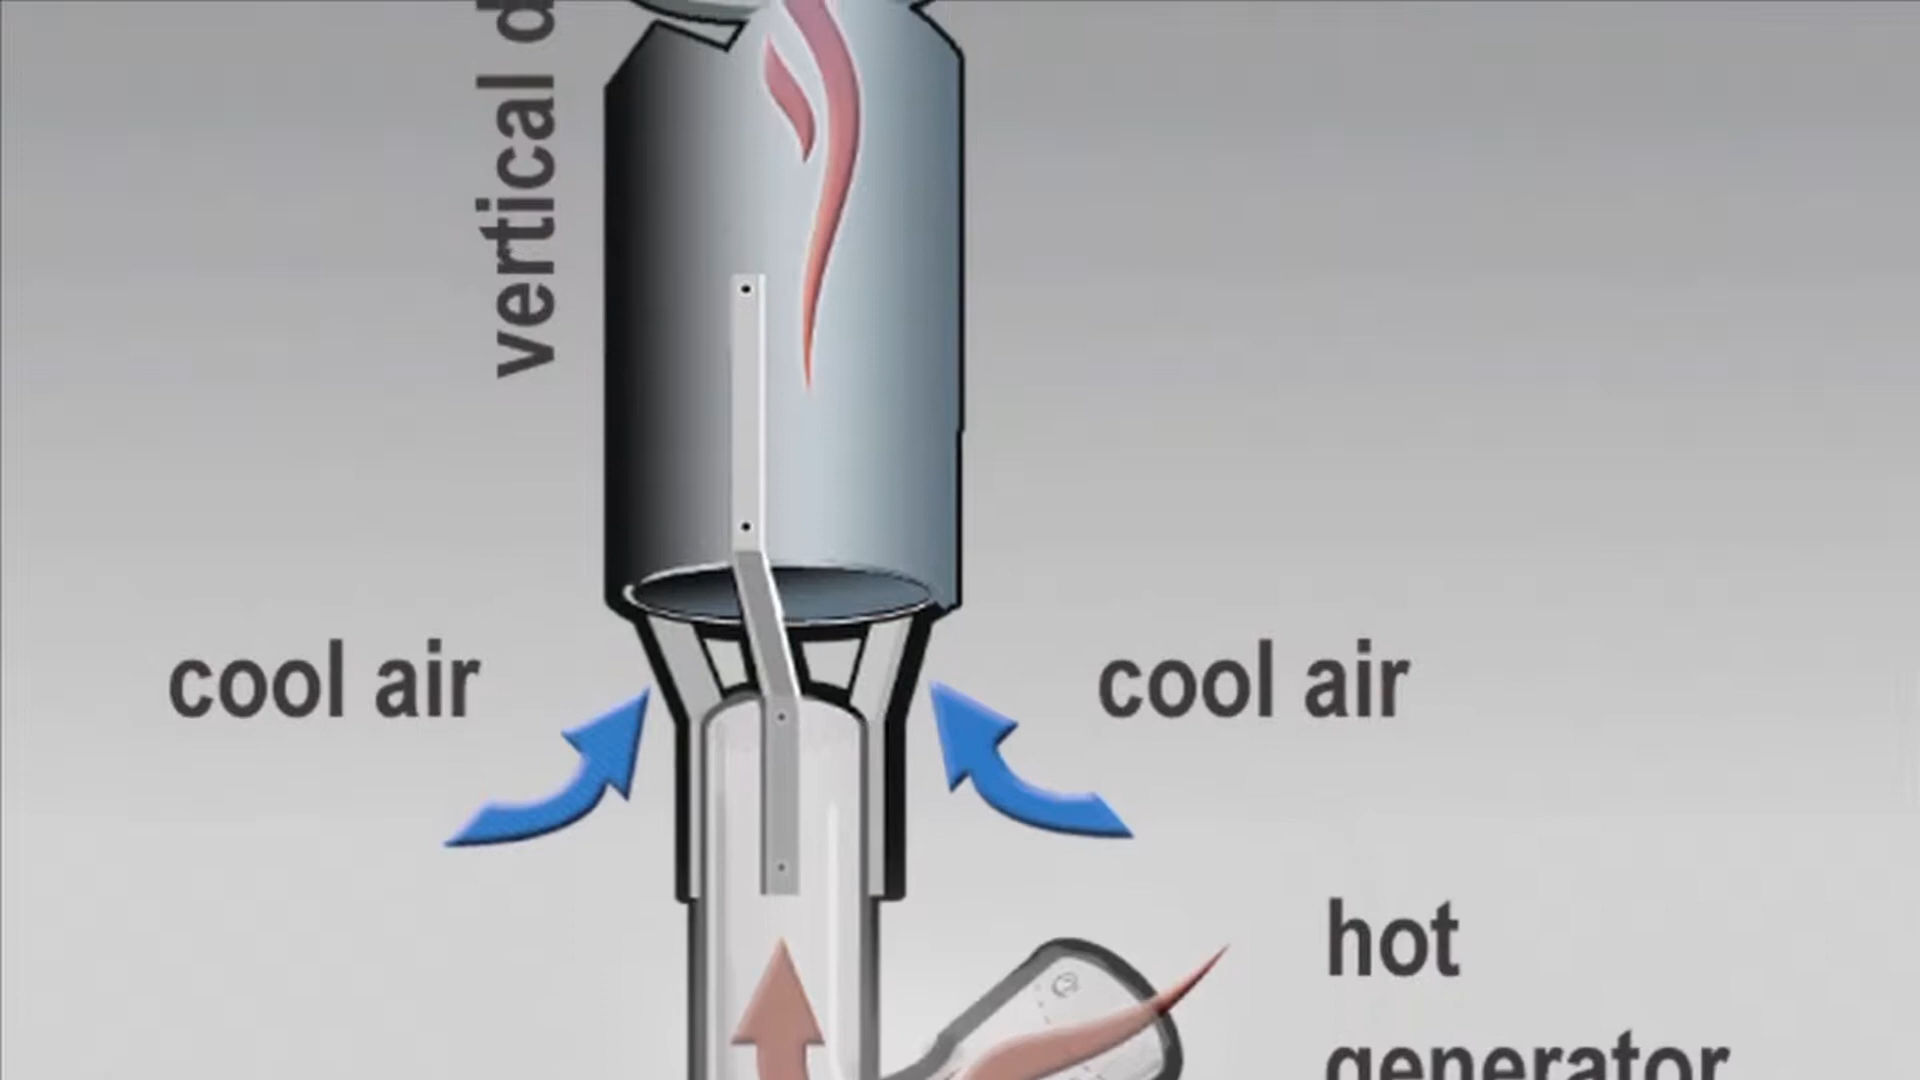 vertical
cool air
cool air
hot
generator